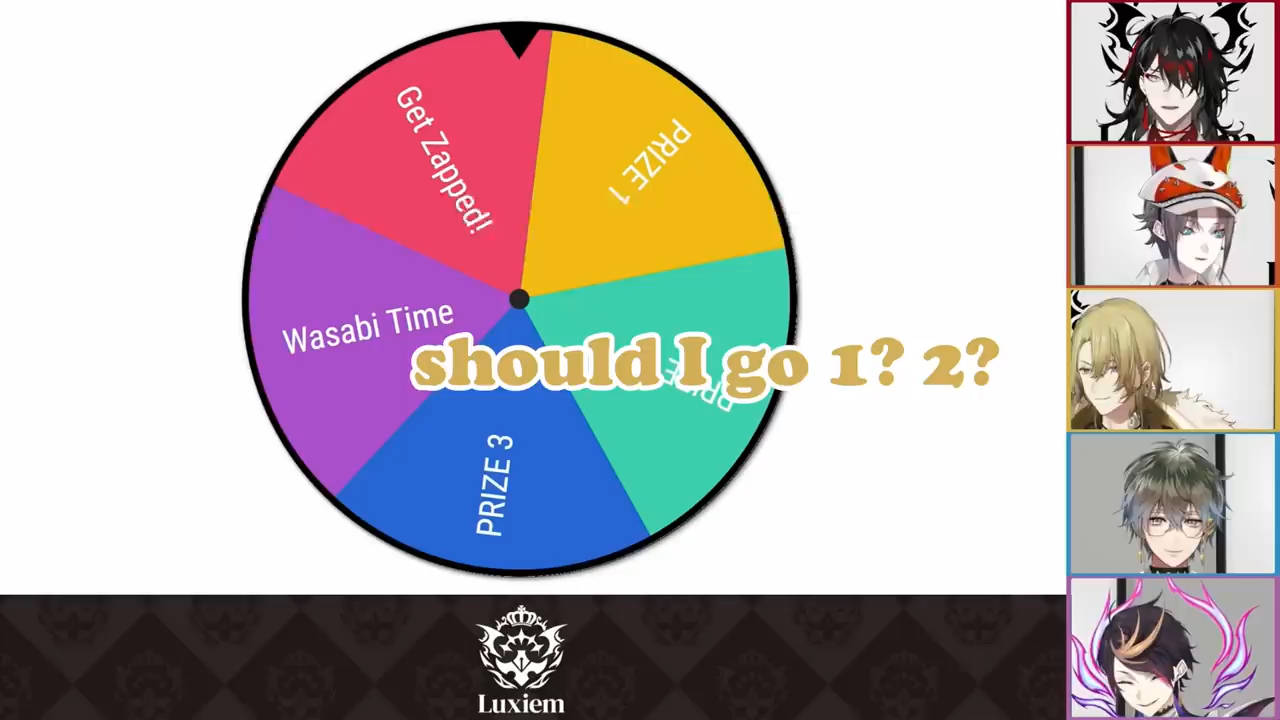 Get Zapped!
PRIZE 1
Wasabi Time
should I go 1? 2?
PRIZE 3
Luxiem